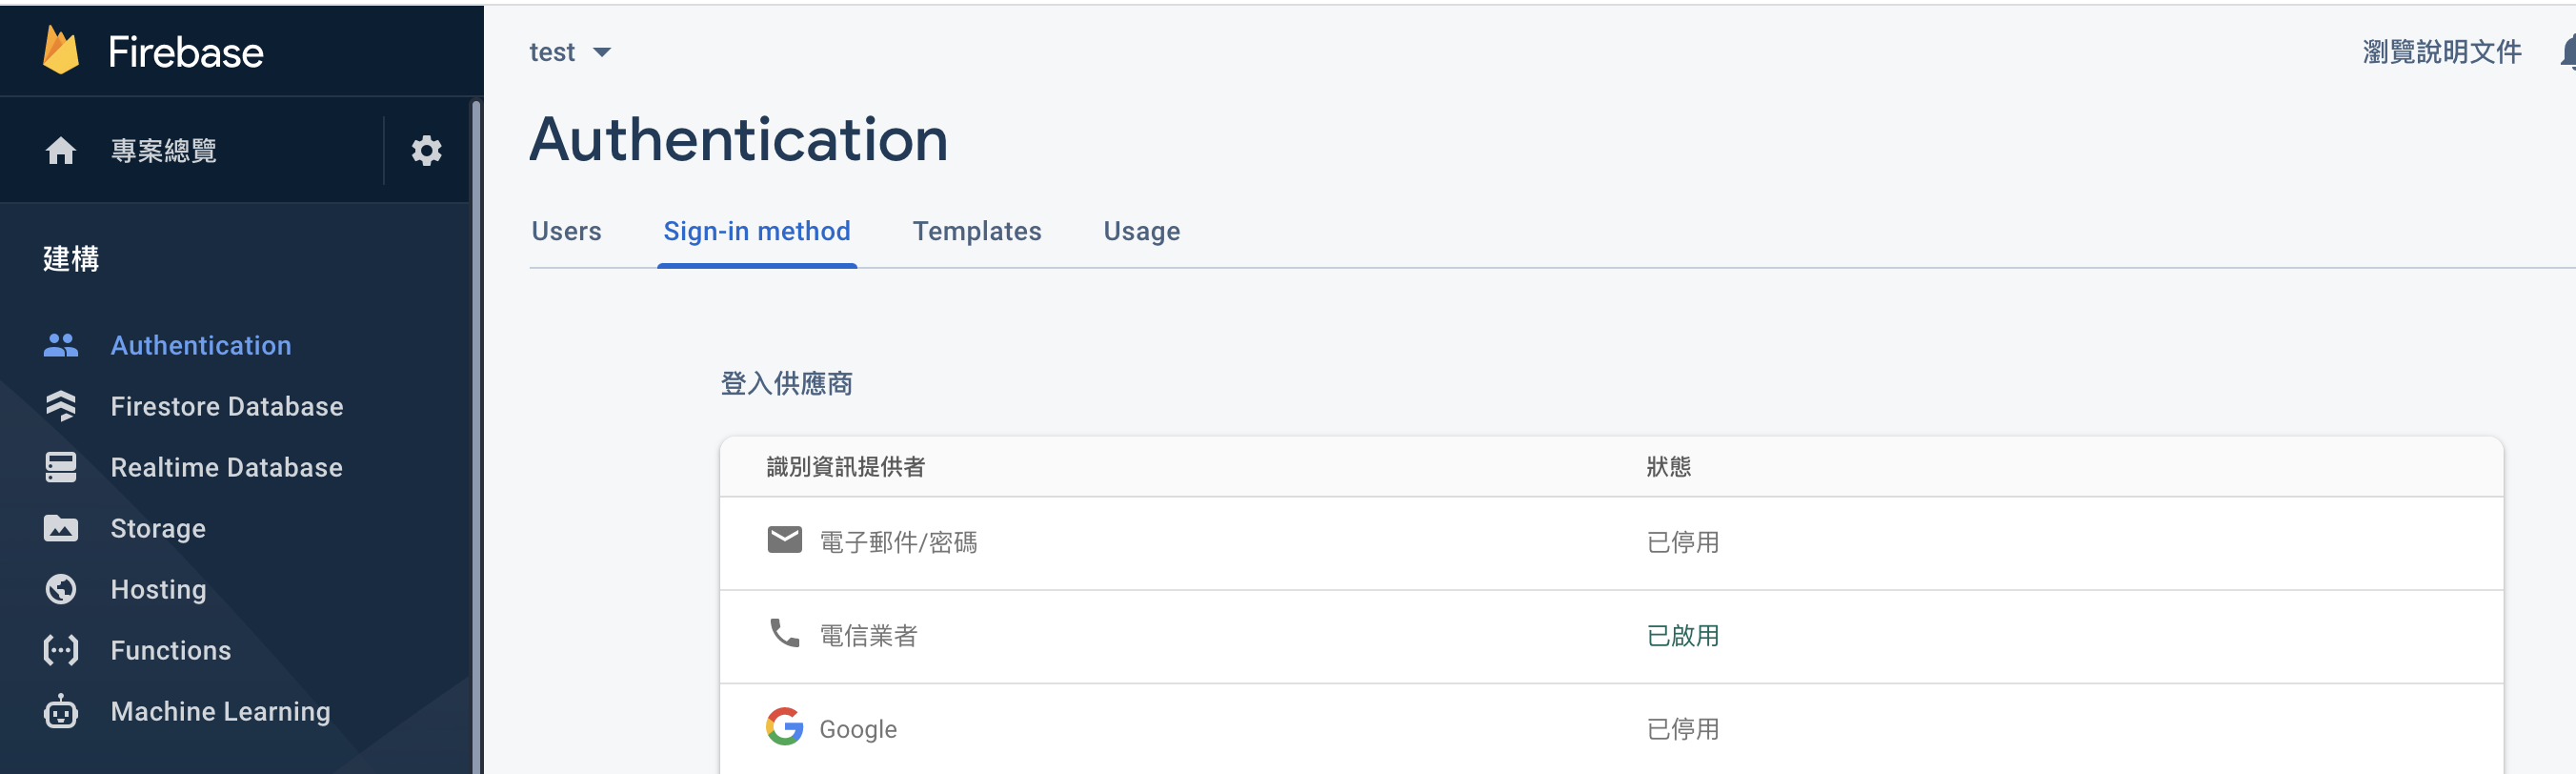 Firebase
專案總覽
建構
Authentication
Firestore Database
Realtime Database
Storage
Hosting
Functions
Machine Learning
test
瀏覽說明文件
Authentication
Users Sign-in method Templates Usage
登入供應商
識別資訊提供者 狀態
電子郵件/密碼 已停用
電信業者 已啟用
Google 已停用